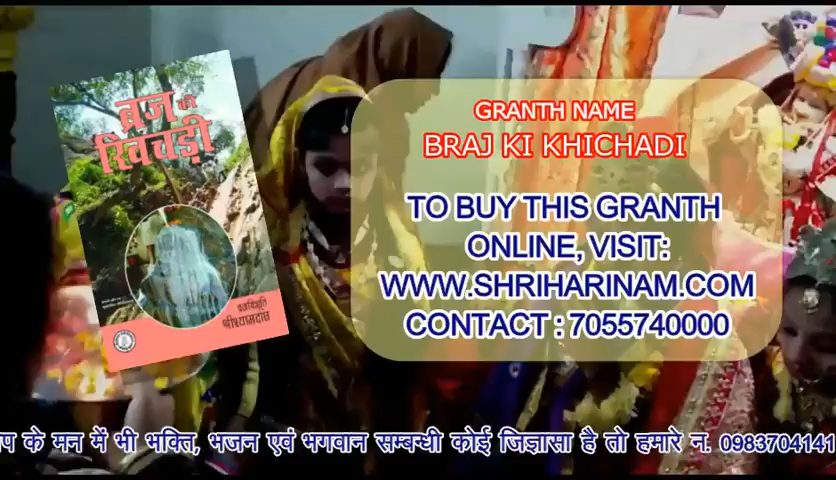 ब्रज की
खिचड़ी
ब्रजविभूति
श्रीश्यामदास
GRANTH NAME
BRAJ KI KHICHADI
TO BUY THIS GRANTH
ONLINE, VISIT:
WWW.SHRIHARINAM.COM
CONTACT : 7055740000
प के मन में भी भक्ति, भजन एवं भगवान सम्बन्धी कोई जिज्ञासा है तो हमारे न. 0983704141